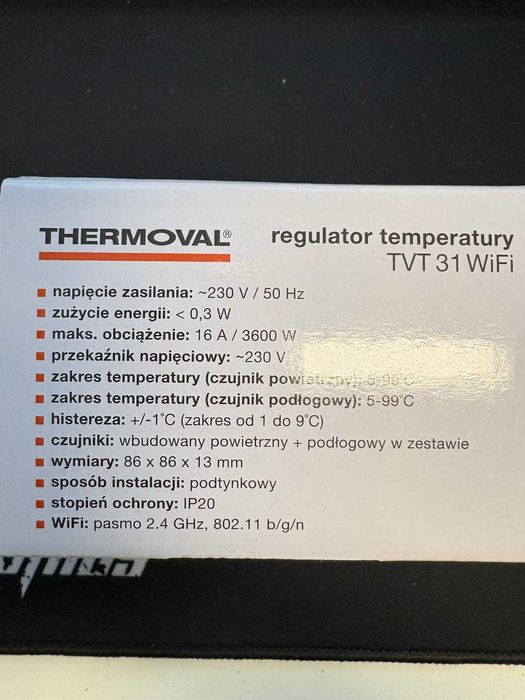 THERMOVAL®
regulator temperatury
TVT 31 WiFi
napięcie zasilania: ~230 V / 50 Hz
zużycie energii: < 0,3 W
maks. obciążenie: 16 A / 3600 W
przekaźnik napięciowy: ~230 V
zakres temperatury (czujnik powietrzny): 5-99°C
zakres temperatury (czujnik podłogowy): 5-99°C
histereza: +/-1°C (zakres od 1 do 9°C)
czujniki: wbudowany powietrzny + podłogowy w zestawie
wymiary: 86 x 86 x 13 mm
sposób instalacji: podtynkowy
stopień ochrony: IP20
WiFi: pasmo 2.4 GHz, 802.11 b/g/n